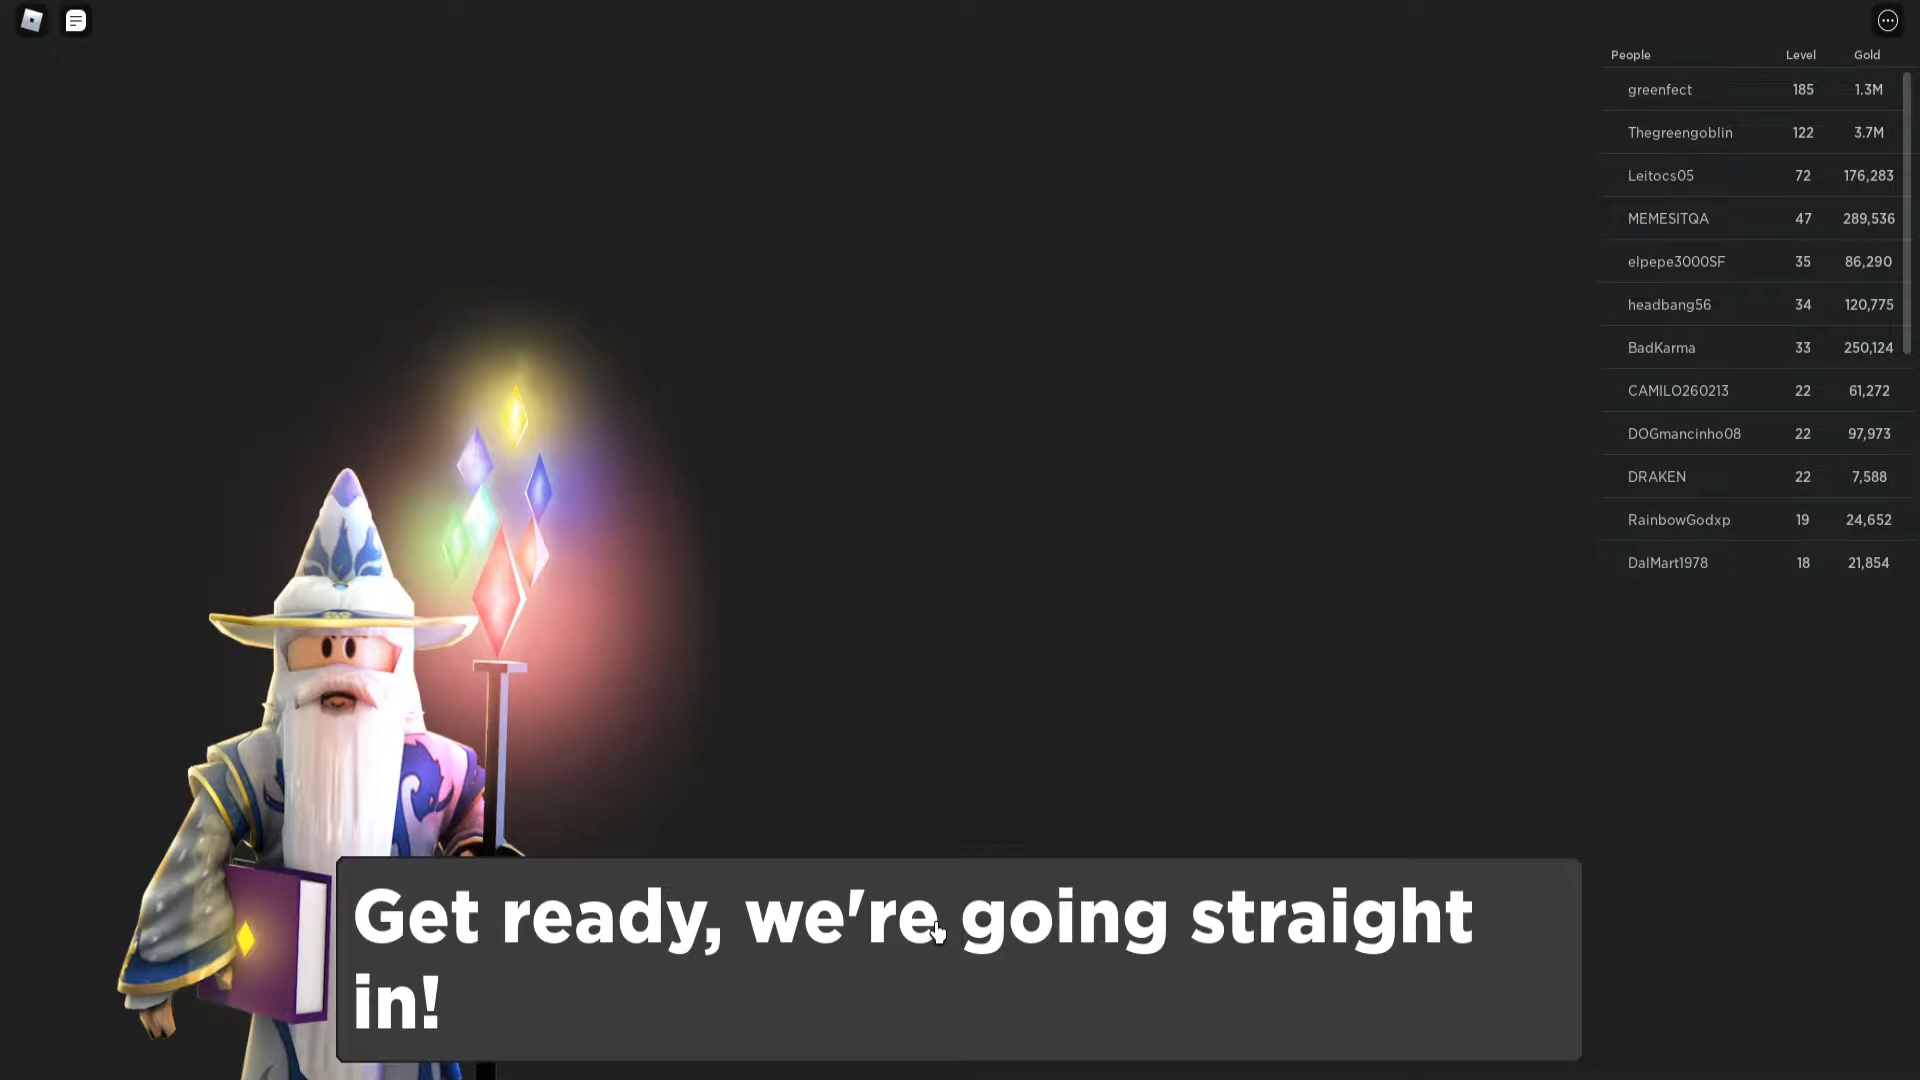 People Level Gold
greenfect 185 1.3M
Thegreengoblin 122 3.7M
Leitocs05 72 176,283
MEMESITQA 47 289,536
elpepe3000SF 35 86,290
headbang56 34 120,775
BadKarma 33 250,124
CAMILO260213 22 61,272
DOGmancinho08 22 97,973
DRAKEN 22 7,588
RainbowGodxp 19 24,652
DalMart1978 18 21,854
Get ready, we're going straight
in!